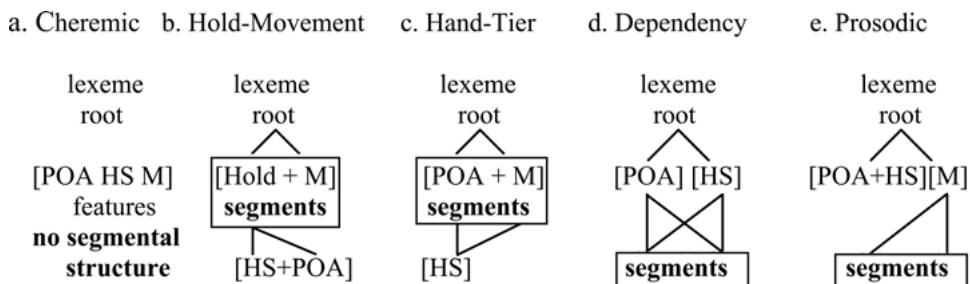 a. Cheremic b. Hold-Movement c. Hand-Tier d. Dependency e. Prosodic
lexeme lexeme lexeme lexeme lexeme
root root root root root
[POA HS M] [Hold + M] [POA + M] [POA] [HS] [POA+HS][M]
features segments segments
no segmental
structure [HS+POA] [HS] segments segments